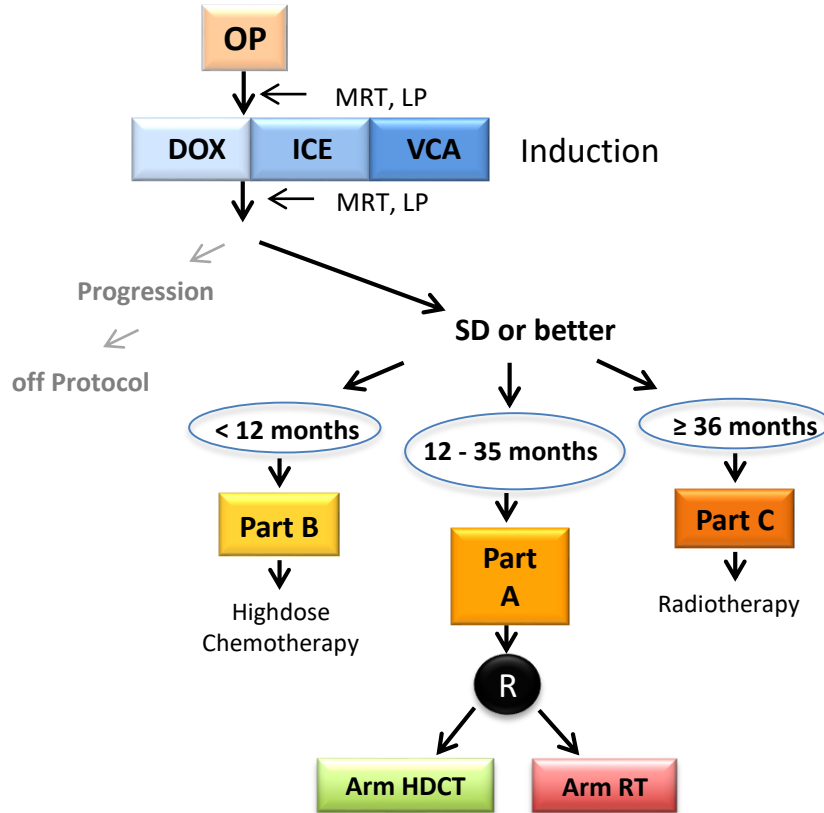 OP
MRT, LP
DOX ICE VCA Induction
MRT, LP
Progression
SD or better
off Protocol
< 12 months
12 - 35 months
≥ 36 months
Part B
Part
A
Part C
Highdose
Chemotherapy
Radiotherapy
R
Arm HDCT
Arm RT